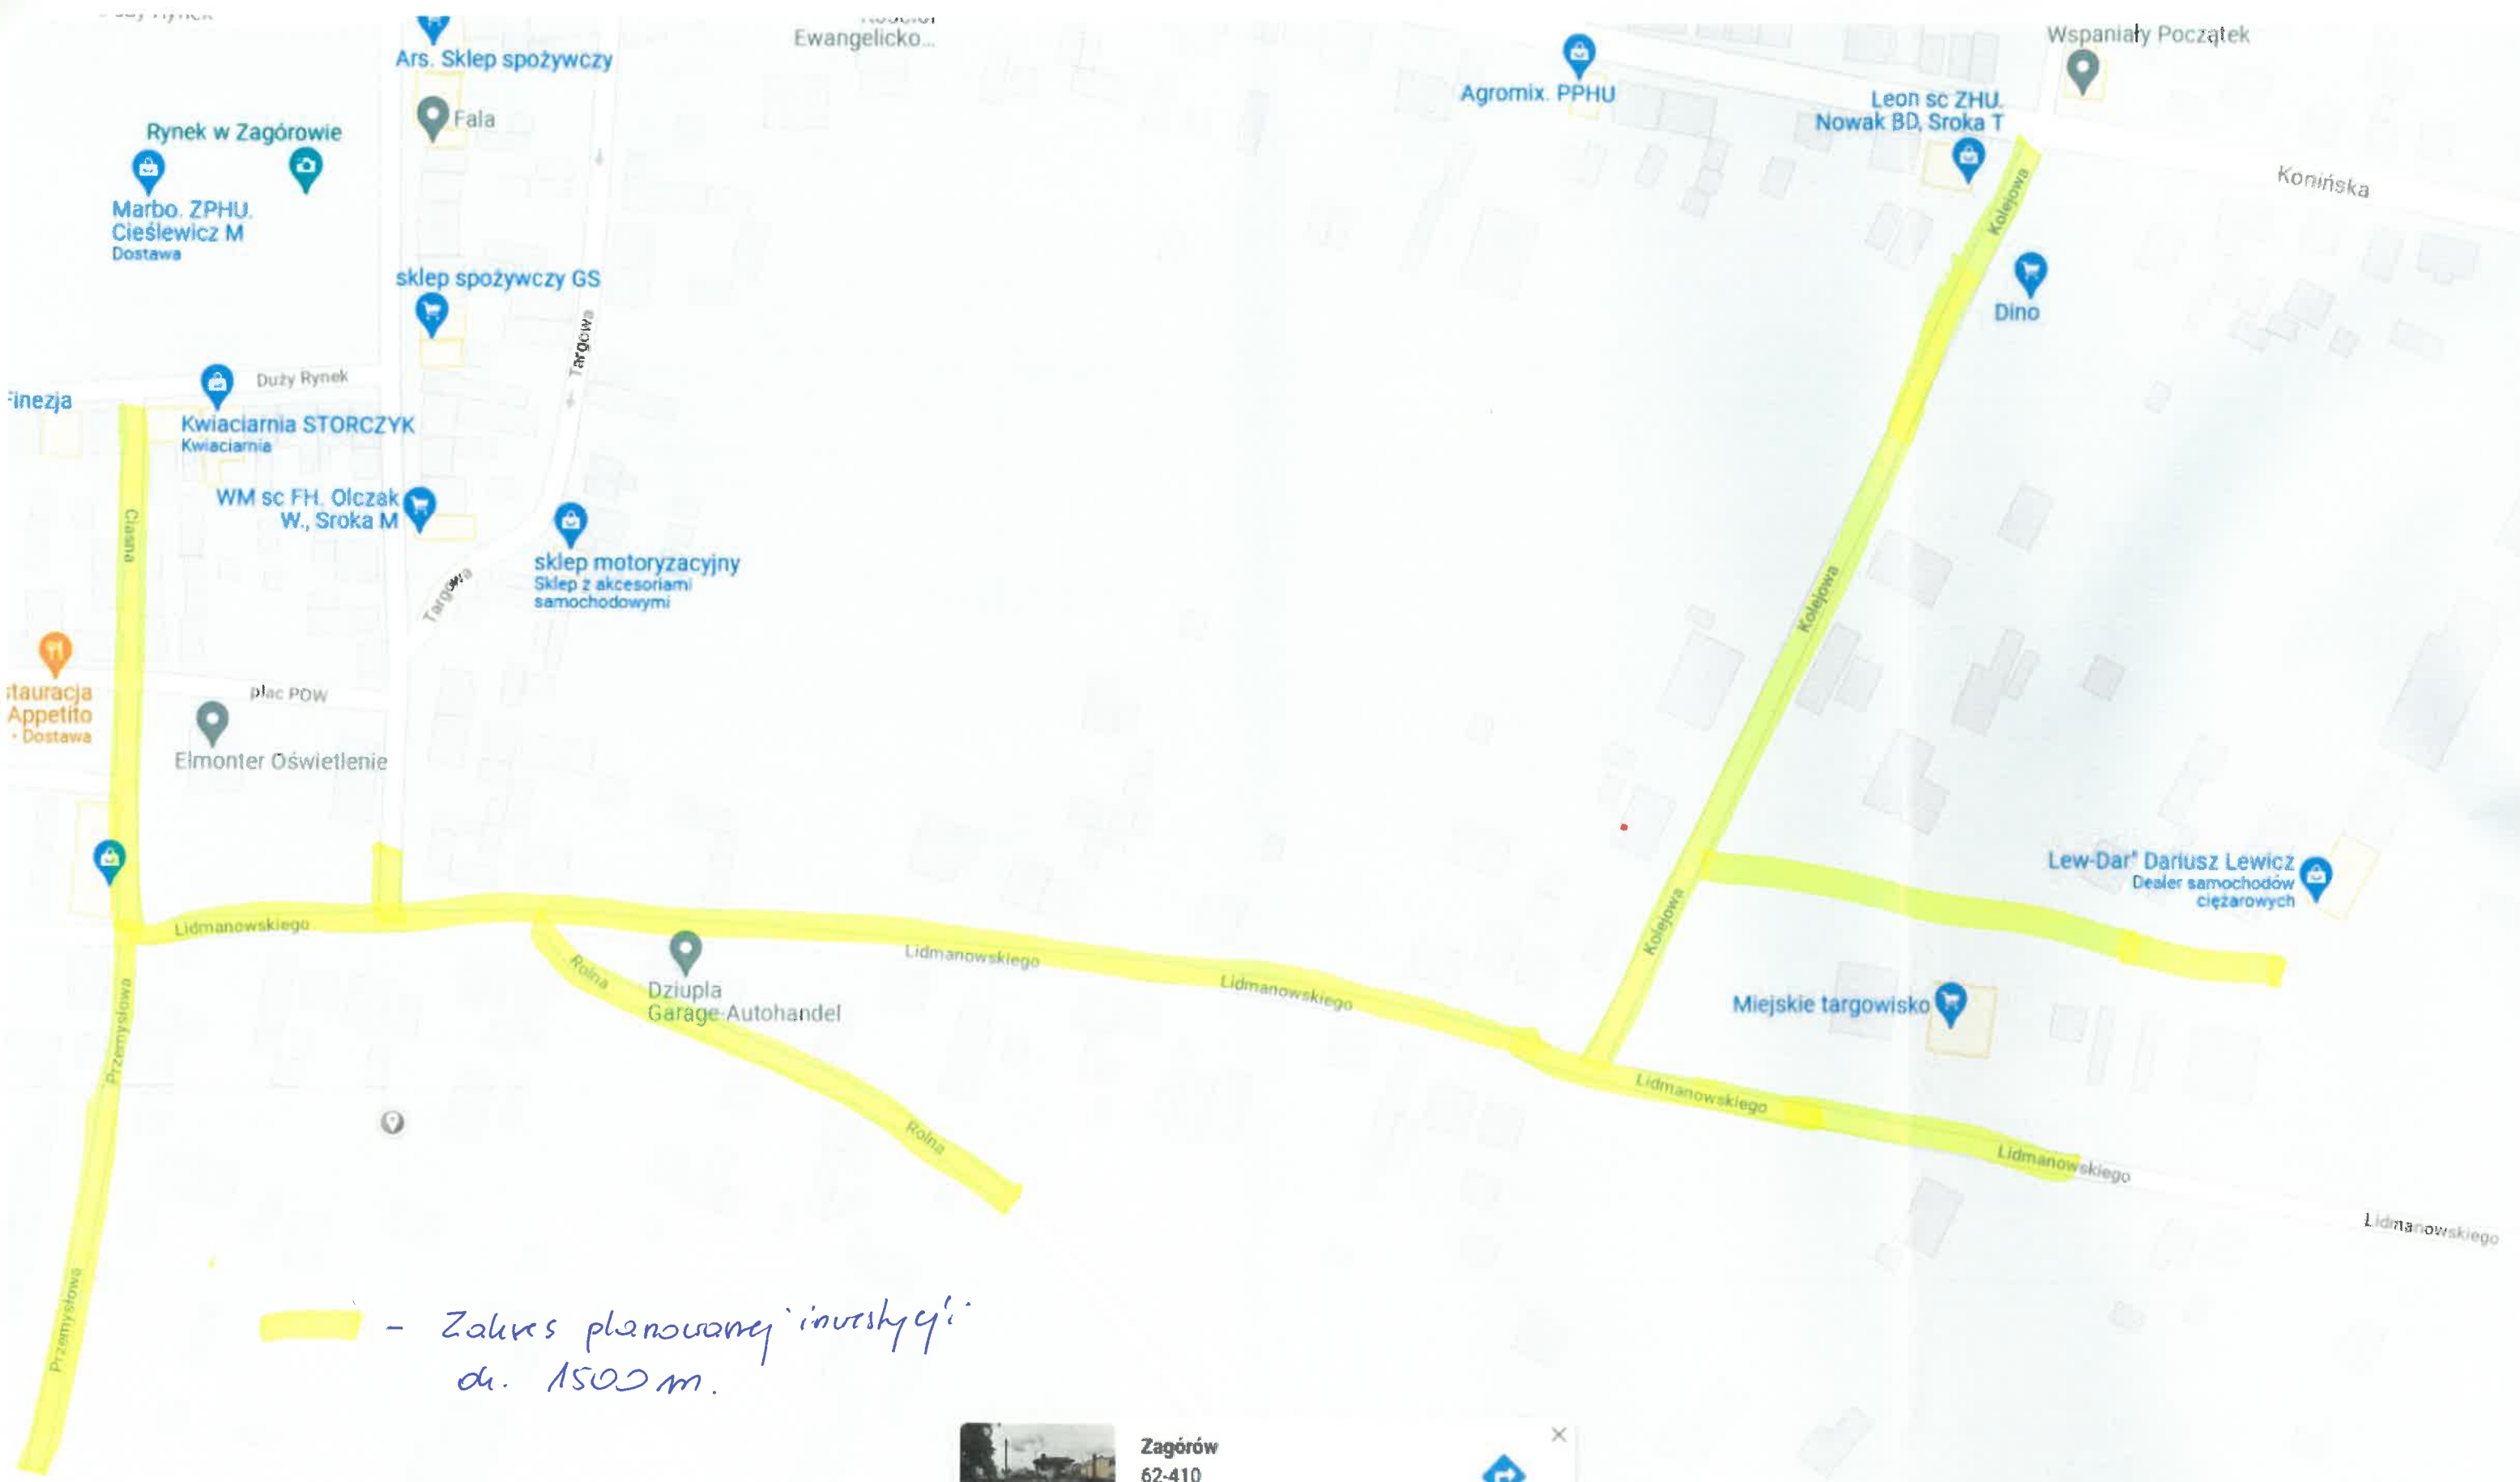 Ewangelicko...
Wspaniały Początek
Ars. Sklep spożywczy
Agromix. PPHU
Leon sc ZHU.
Nowak BD, Sroka T
Fala
Rynek w Zagórowie
Marbo. ZPHU.
Cieślewicz M
Dostawa
Konińska
Kolejowa
sklep spożywczy GS
Dino
Targowa
Duży Rynek
Finezja
Kwiaciarnia STORCZYK
Kwiaciarnia
WM sc FH. Olczak
W., Sroka M
Ciasna
sklep motoryzacyjny
Sklep z akcesoriami
samochodowymi
Targowa
Kolejowa
stauracja
Appetito
· Dostawa
plac POW
Elmonter Oświetlenie
Lew-Dar" Dariusz Lewicz
Dealer samochodów
ciężarowych
Kolejowa
Lidmanowskiego
Lidmanowskiego
Lidmanowskiego
Rolna
Dziupla
Garage-Autohandel
Miejskie targowisko
Przemysłowa
Lidmanowskiego
Rolna
Lidmanowskiego
Lidmanowskiego
Przemysłowa
- Zakres planowanej inwestycji
dł. 1500 m.
Zagórów
62-410